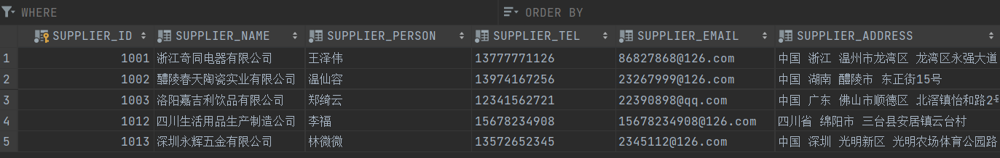 WHERE ORDER BY
SUPPLIER_ID SUPPLIER_NAME SUPPLIER_PERSON SUPPLIER_TEL SUPPLIER_EMAIL SUPPLIER_ADDRESS
1 1001 浙江奇同电器有限公司 王泽伟 13777771126 86827868@126.com 中国 浙江 温州市龙湾区 龙湾区永强大道
2 1002 醴陵春天陶瓷实业有限公司 温仙容 13974167256 23267999@126.com 中国 湖南 醴陵市 东正街15号
3 1003 洛阳嘉吉利饮品有限公司 郑绮云 12341562721 22390898@qq.com 中国 广东 佛山市顺德区 北滘镇怡和路2号
4 1012 四川生活用品生产制造公司 李福 15678234908 15678234908@126.com 四川省 绵阳市 三台县安居镇云台村
5 1013 深圳永辉五金有限公司 林微微 13572652345 2345112@126.com 中国 深圳 光明新区 光明农场体育公园路